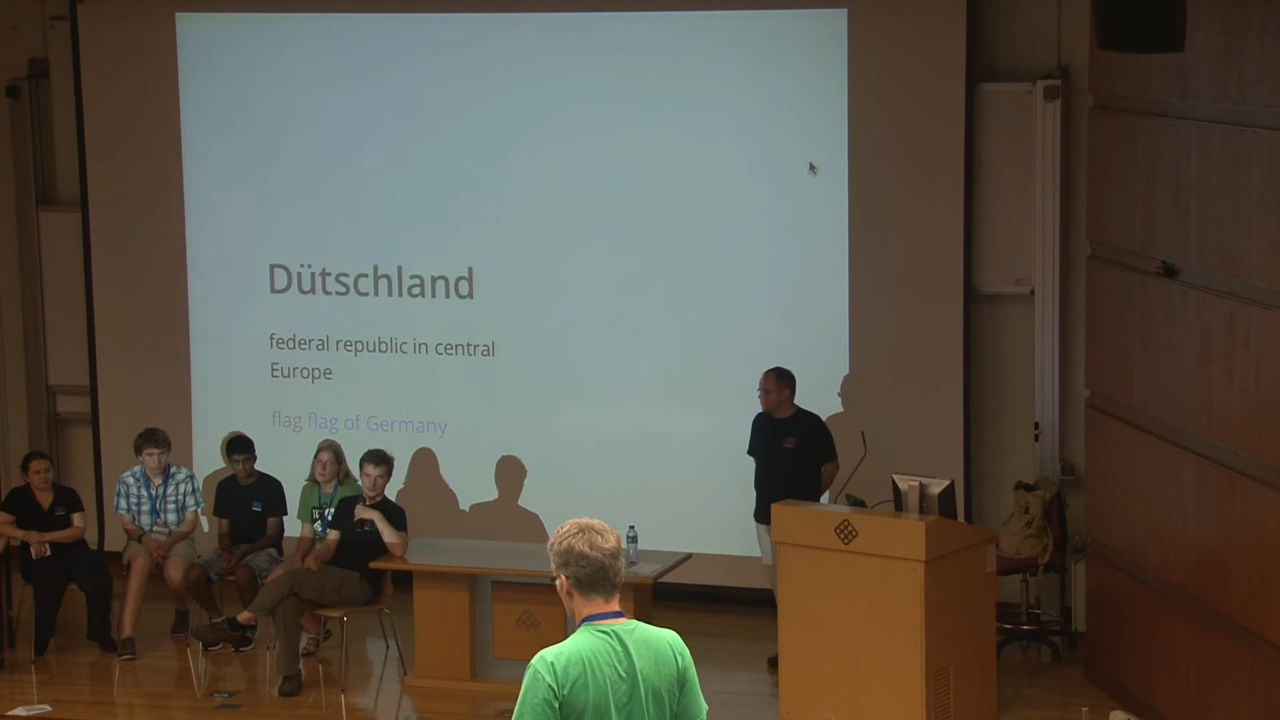 Dütschland
federal republic in central
Europe
flag flag of Germany